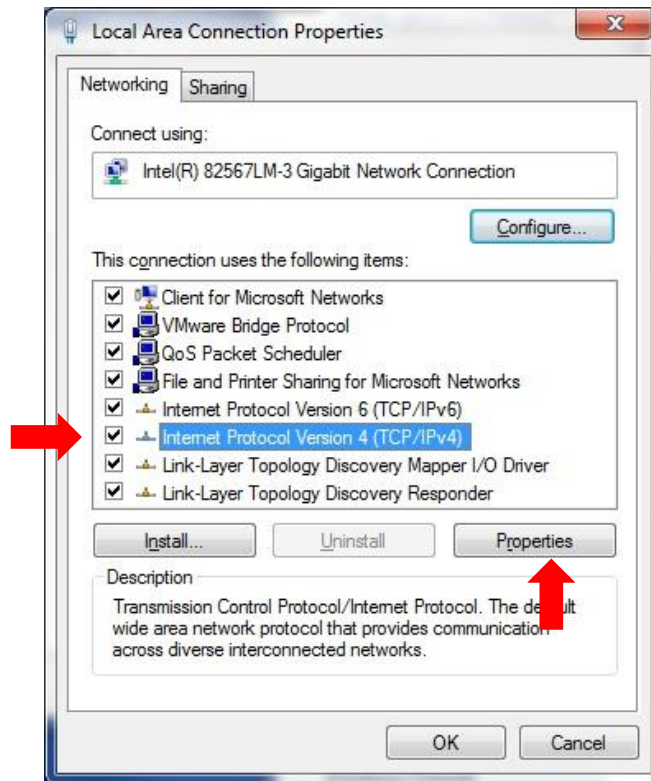 Local Area Connection Properties
Networking
Sharing
Connect using:
Intel(R) 82567LM-3 Gigabit Network Connection
Configure...
This connection uses the following items:
Client for Microsoft Networks
VMware Bridge Protocol
QoS Packet Scheduler
File and Printer Sharing for Microsoft Networks
Internet Protocol Version 6 (TCP/IPv6)
Internet Protocol Version 4 (TCP/IPv4)
Link-Layer Topology Discovery Mapper I/O Driver
Link-Layer Topology Discovery Responder
Install...
Uninstall
Properties
Description
Transmission Control Protocol/Internet Protocol. The default
wide area network protocol that provides communication
across diverse interconnected networks.
OK
Cancel